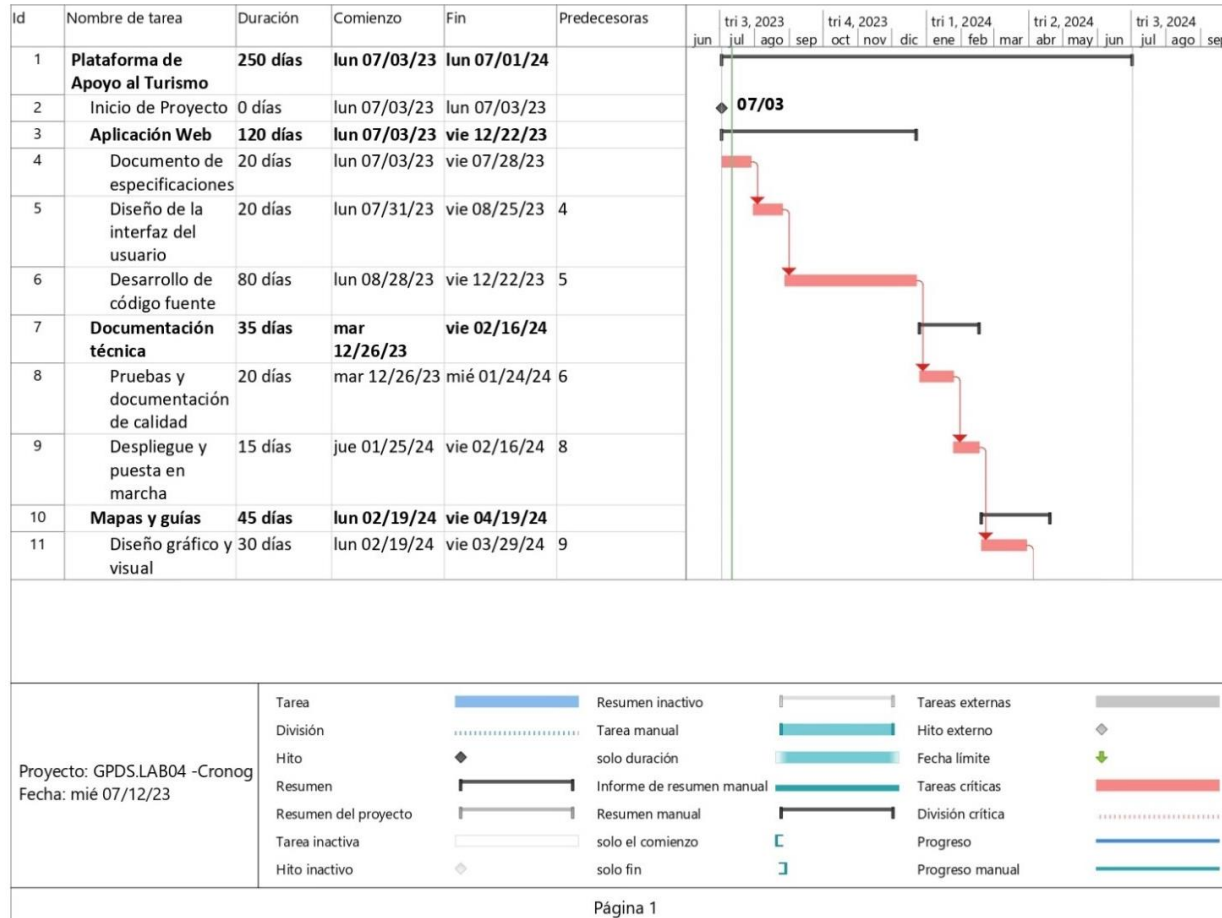 Id Nombre de tarea Duración Comienzo Fin Predecesoras
tri 3, 2023 tri 4, 2023 tri 1, 2024 tri 2, 2024 tri 3, 2024
jun jul ago sep oct nov dic ene feb mar abr may jun jul ago sep
1 Plataforma de 250 días lun 07/03/23 lun 07/01/24
Apoyo al Turismo
2 Inicio de Proyecto 0 días lun 07/03/23 lun 07/03/23 07/03
3 Aplicación Web 120 días lun 07/03/23 vie 12/22/23
4 Documento de 20 días lun 07/03/23 vie 07/28/23
especificaciones
5 Diseño de la 20 días lun 07/31/23 vie 08/25/23 4
interfaz del
usuario
6 Desarrollo de 80 días lun 08/28/23 vie 12/22/23 5
código fuente
7 Documentación 35 días mar vie 02/16/24
técnica 12/26/23
8 Pruebas y 20 días mar 12/26/23 mié 01/24/24 6
documentación
de calidad
9 Despliegue y 15 días jue 01/25/24 vie 02/16/24 8
puesta en
marcha
10 Mapas y guías 45 días lun 02/19/24 vie 04/19/24
11 Diseño gráfico y 30 días lun 02/19/24 vie 03/29/24 9
visual
Proyecto: GPDS.LAB04 -Cronog
Fecha: mié 07/12/23
Tarea Resumen inactivo Tareas externas
División Tarea manual Hito externo
Hito solo duración Fecha límite
Resumen Informe de resumen manual Tareas críticas
Resumen del proyecto Resumen manual División crítica
Tarea inactiva solo el comienzo Progreso
Hito inactivo solo fin Progreso manual
Página 1